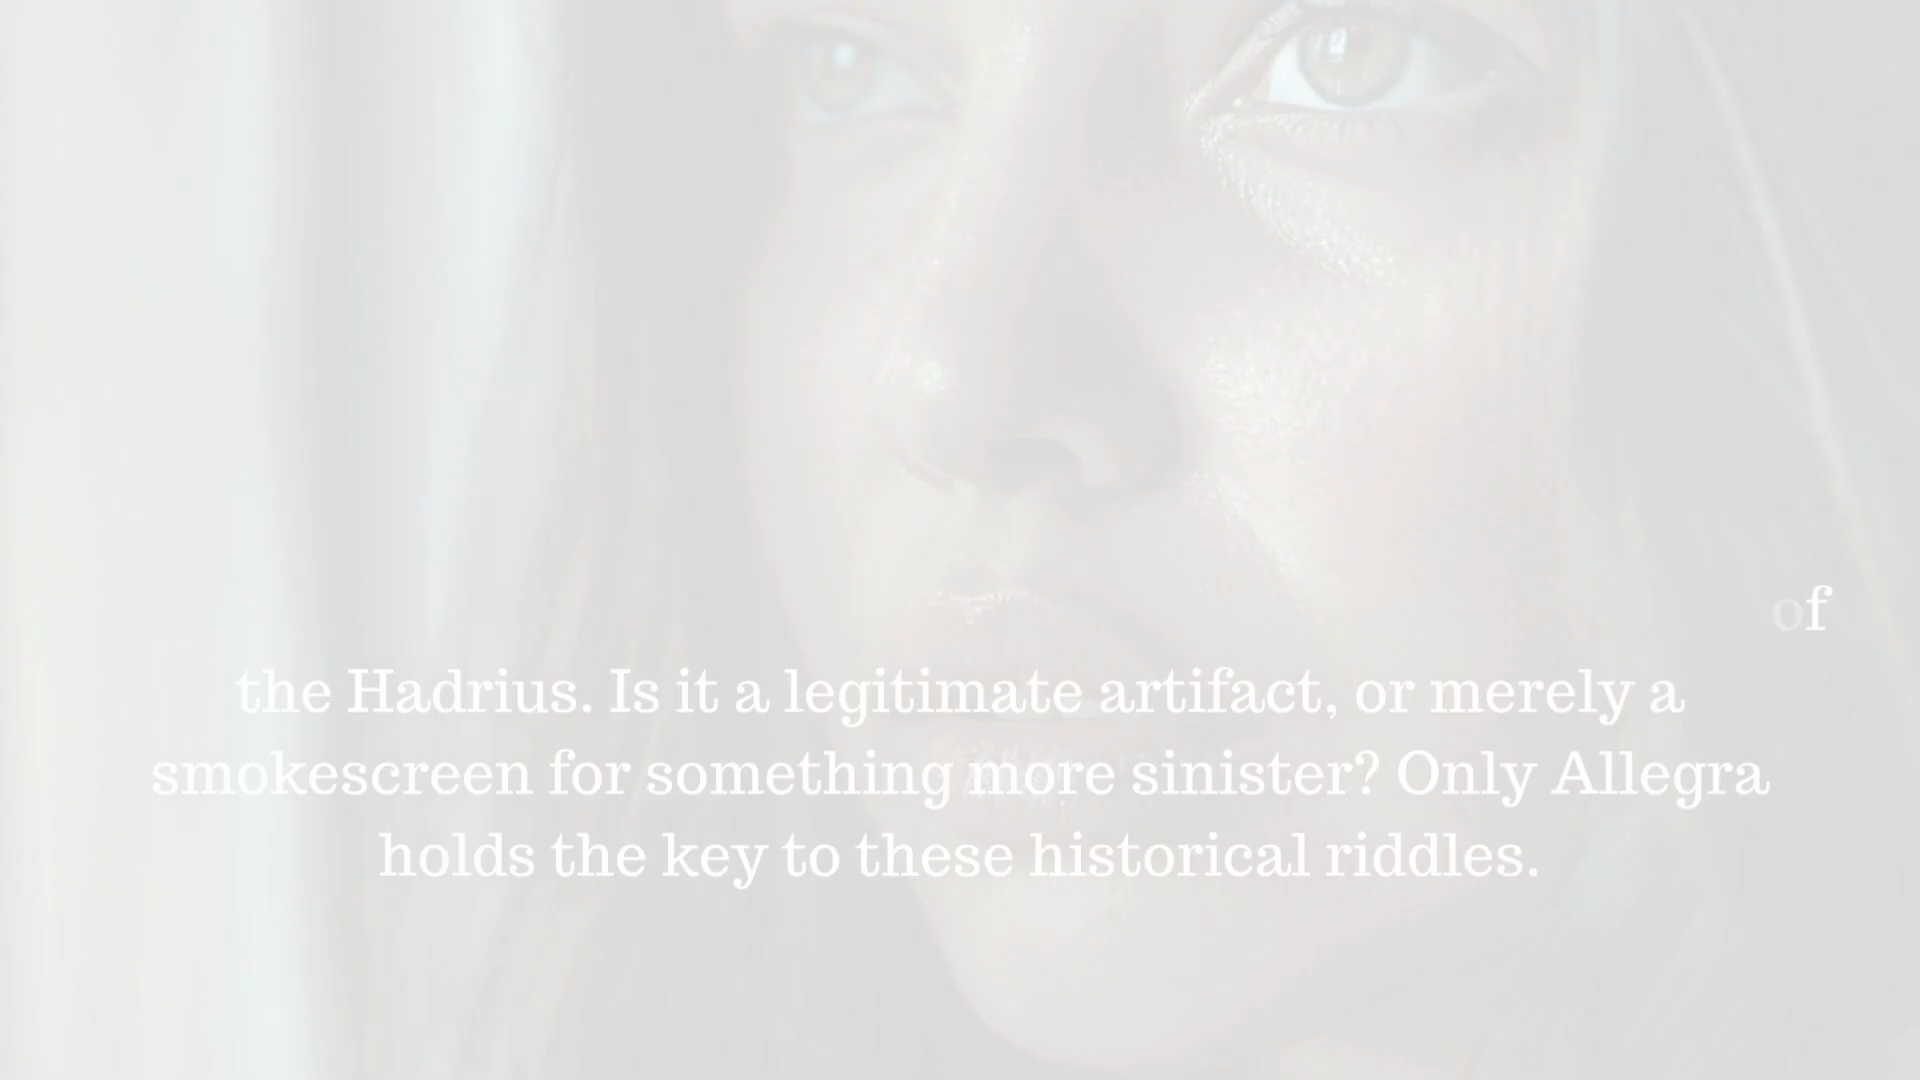 of
the Hadrius. Is it a legitimate artifact, or merely a
smokescreen for something more sinister? Only Allegra
holds the key to these historical riddles.